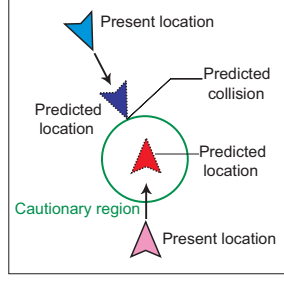 Present location
Predicted
collision
Predicted
location
Predicted
location
Cautionary region
Present location